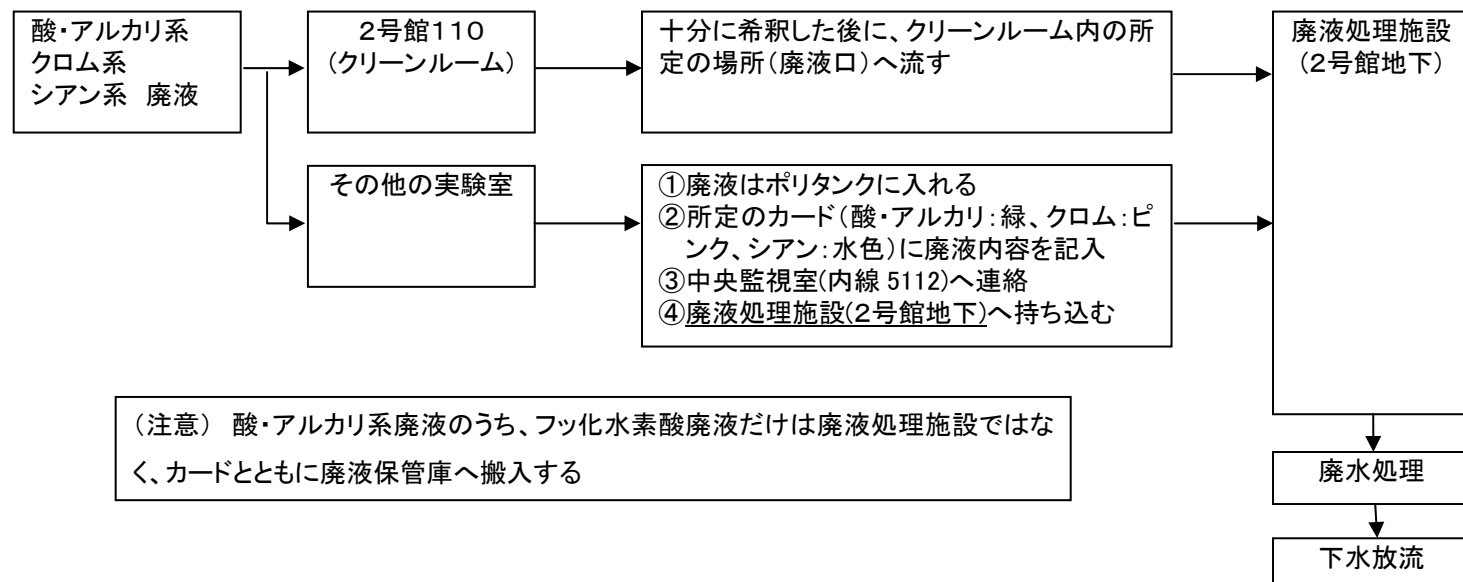 酸・アルカリ系
クロム系
シアン系　廃液
２号館１１０
（クリーンルーム）
十分に希釈した後に、クリーンルーム内の所
定の場所（廃液口）へ流す
廃液処理施設
（２号館地下）
その他の実験室
①廃液はポリタンクに入れる
②所定のカード（酸・アルカリ：緑、クロム：ピ
ンク、シアン：水色）に廃液内容を記入
③中央監視室(内線 5112)へ連絡
④廃液処理施設(２号館地下)へ持ち込む
（注意）　酸・アルカリ系廃液のうち、フッ化水素酸廃液だけは廃液処理施設ではな
く、カードとともに廃液保管庫へ搬入する
廃水処理
下水放流